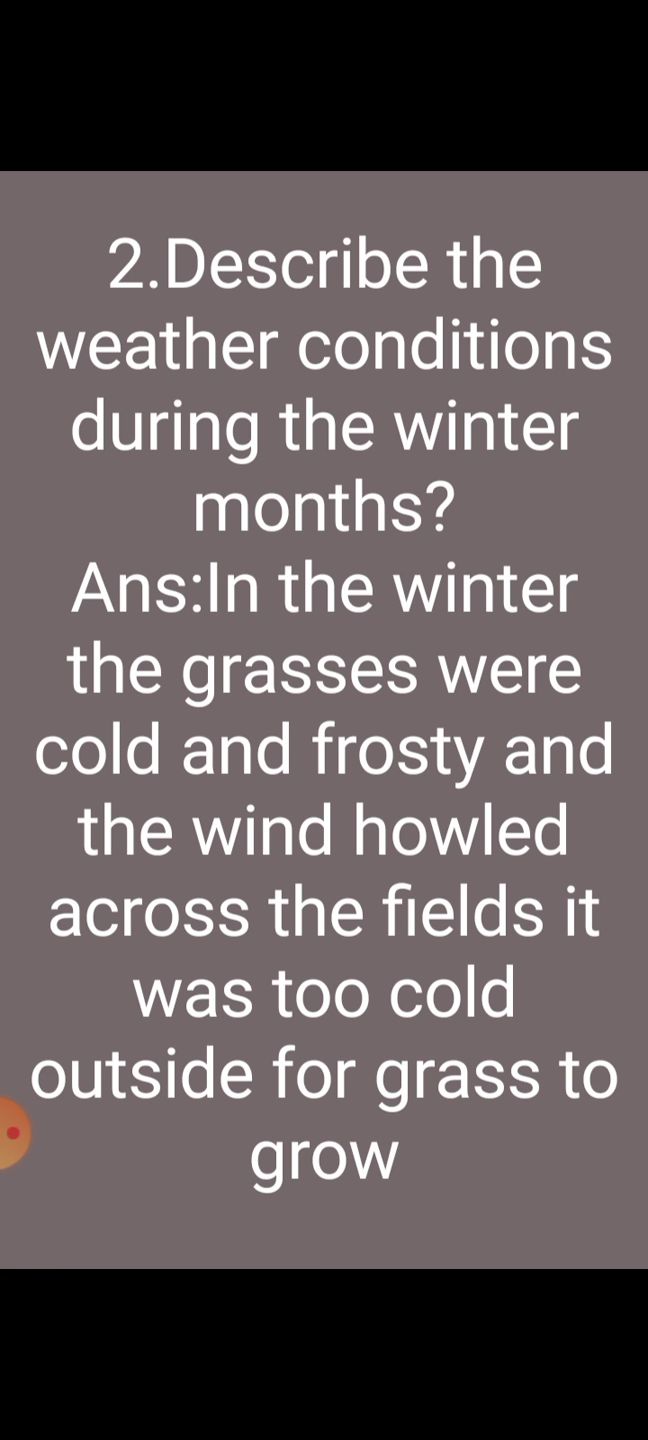 2.Describe the
weather conditions
during the winter
months?
Ans:In the winter
the grasses were
cold and frosty and
the wind howled
across the fields it
was too cold
outside for grass to
grow